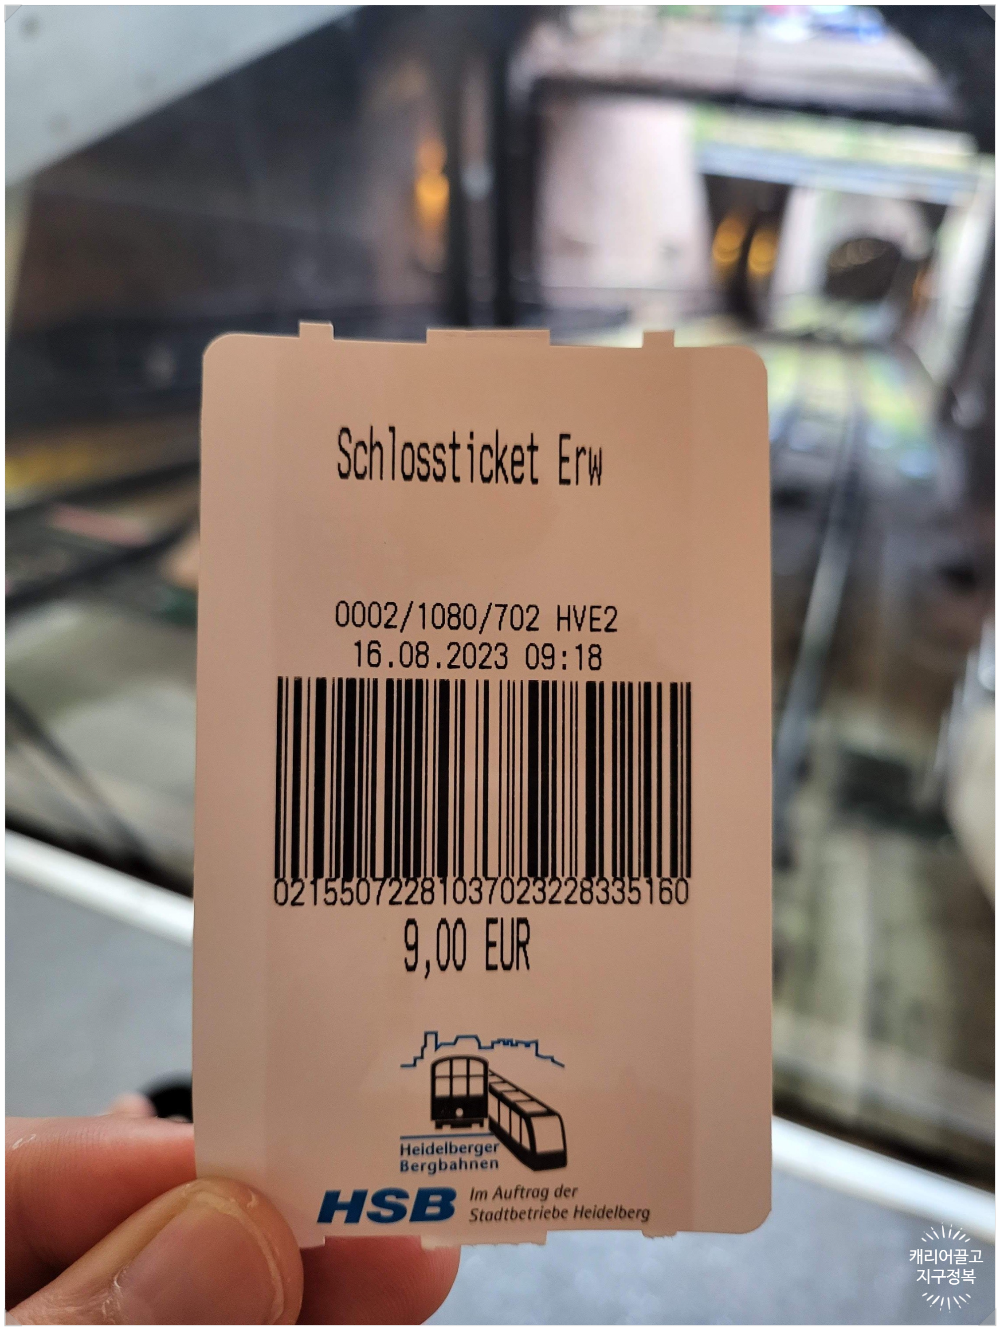 Schlossticket Erw
0002/1080/702 HVE2
16.08.2023 09:18
02155072281037023228335160
9,00 EUR
Heidelberger
Bergbahnen
HSB Im Auftrag der
Stadtbetriebe Heidelberg
캐리어끌고
지구정복